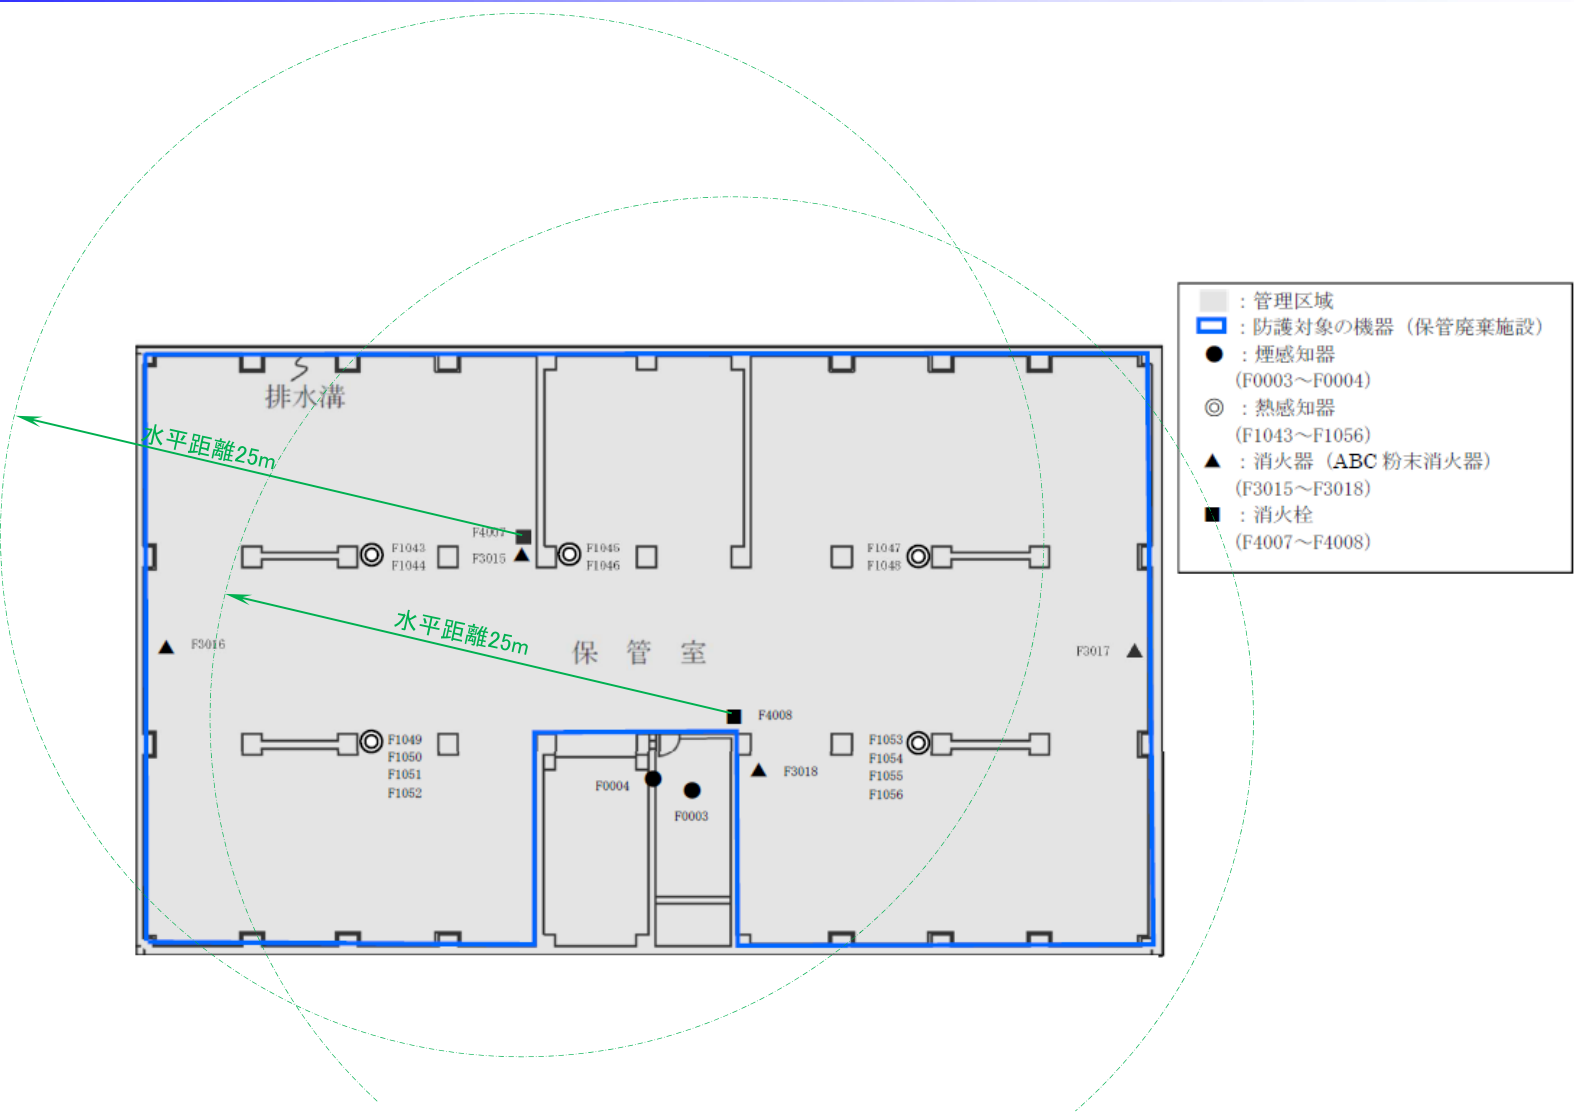 ：管理区域
：防護対象の機器（保管廃棄施設）
：煙感知器
(F0003～F0004)
：熱感知器
(F1043～F1056)
：消火器（ABC 粉末消火器）
(F3015～F3018)
：消火栓
(F4007～F4008)
排水溝
水平距離25m
F4007
F3015
F1043
F1044
F1045
F1046
F1047
F1048
水平距離25m
F3016
保 管 室
F3017
F4008
F1049
F1050
F1051
F1052
F1053
F1054
F1055
F1056
F0004
F0003
F3018